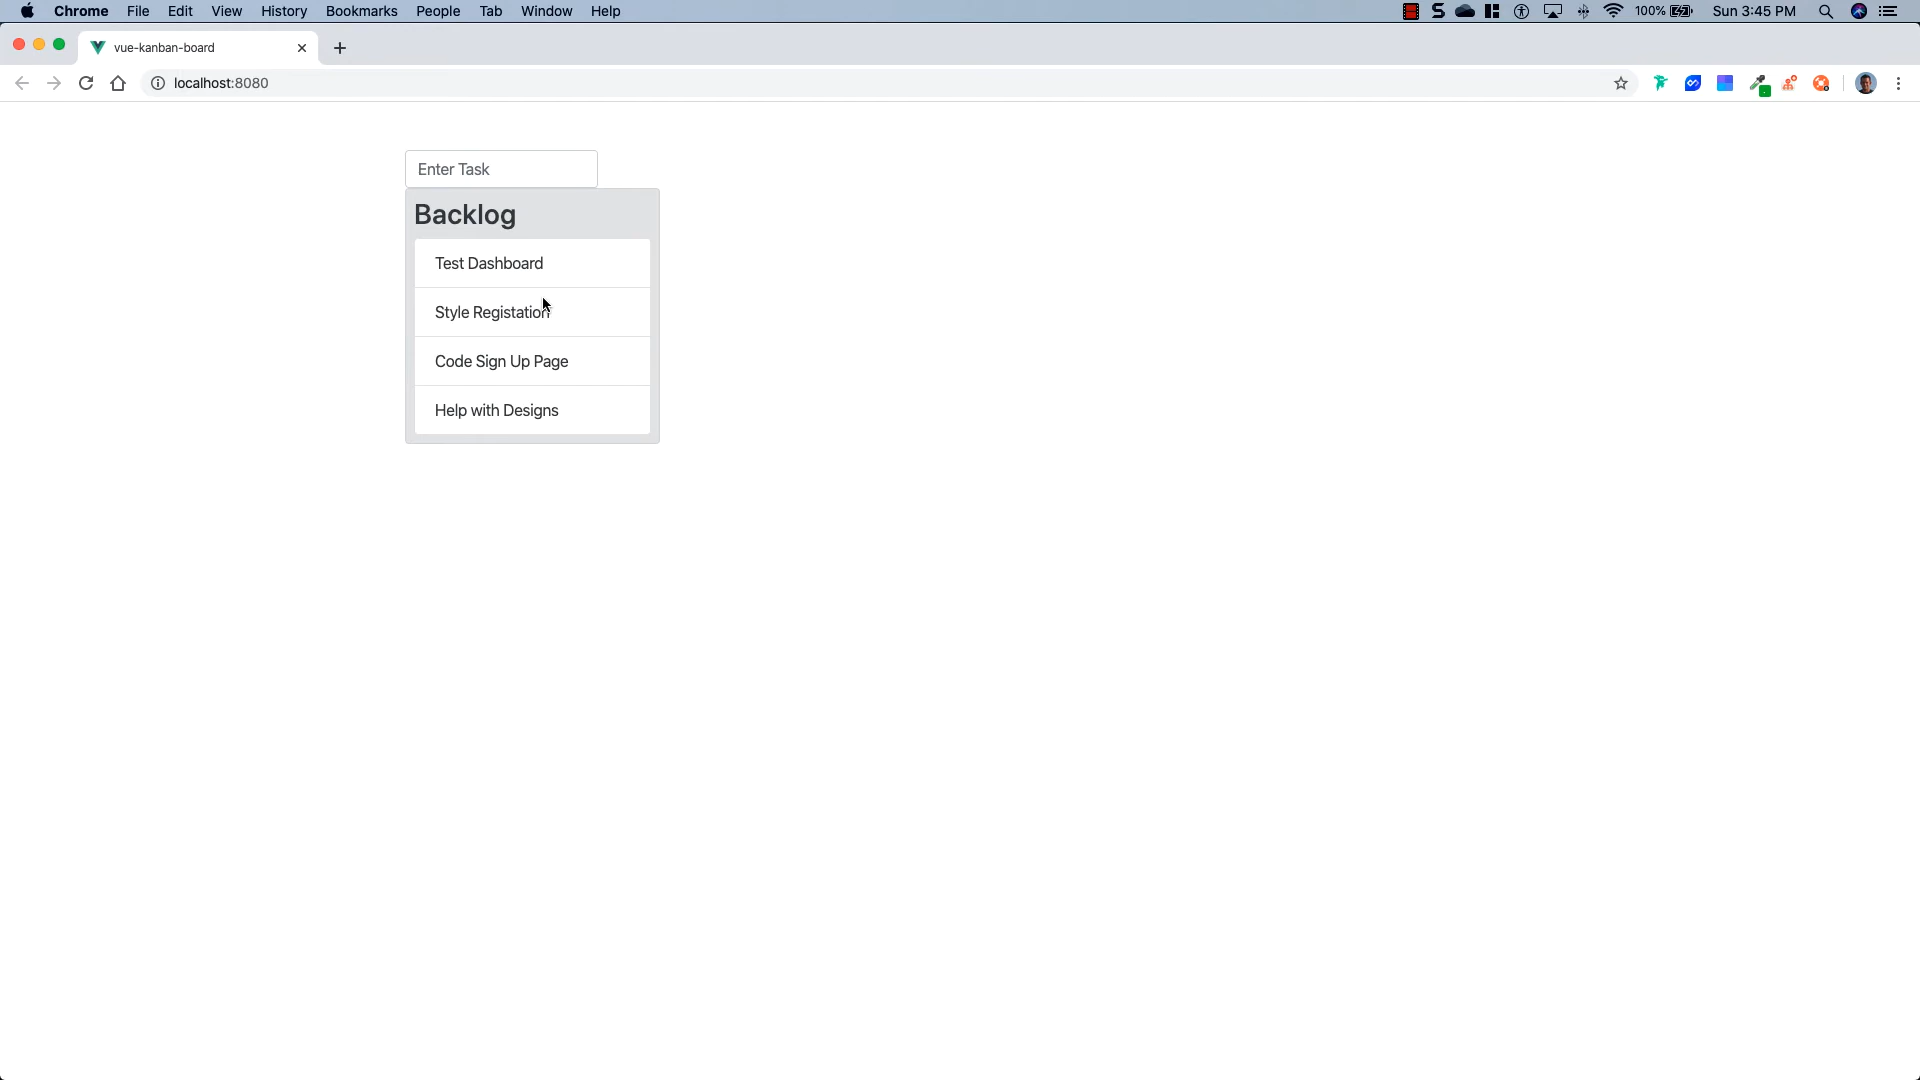 Chrome File Edit View History Bookmarks People Tab Window Help 100% Sun 3:45 PM
vue-kanban-board
localhost:8080
Enter Task
Backlog
Test Dashboard
Style Registation
Code Sign Up Page
Help with Designs